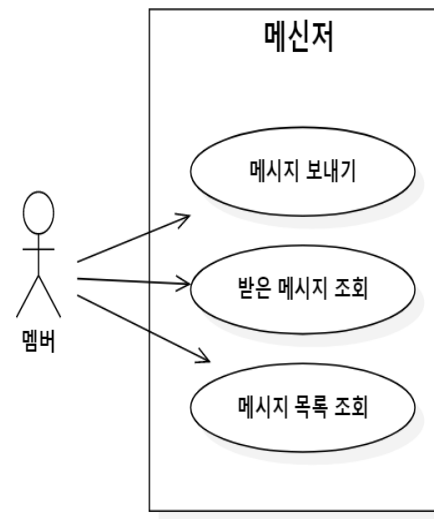 메신저
메시지 보내기
받은 메시지 조회
멤버
메시지 목록 조회